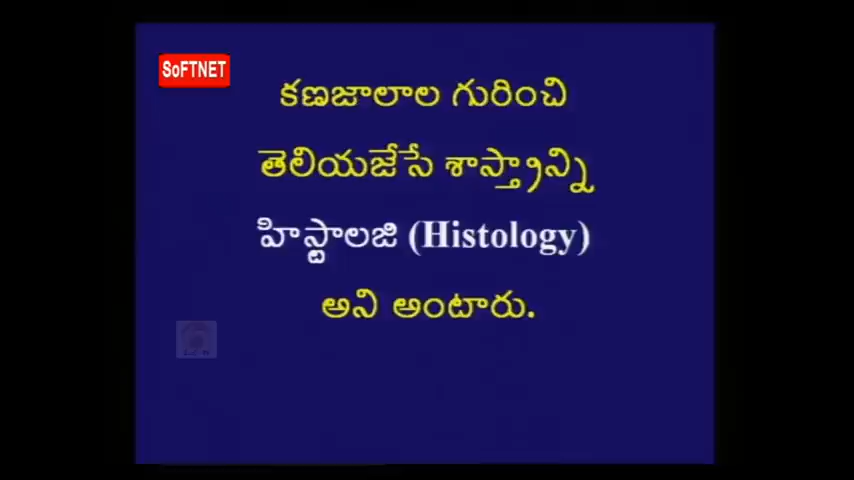 SoFTNET
కణజాలాల గురించి
తెలియజేసే శాస్త్రాన్ని
హిస్టాలజి (Histology)
అని అంటారు.